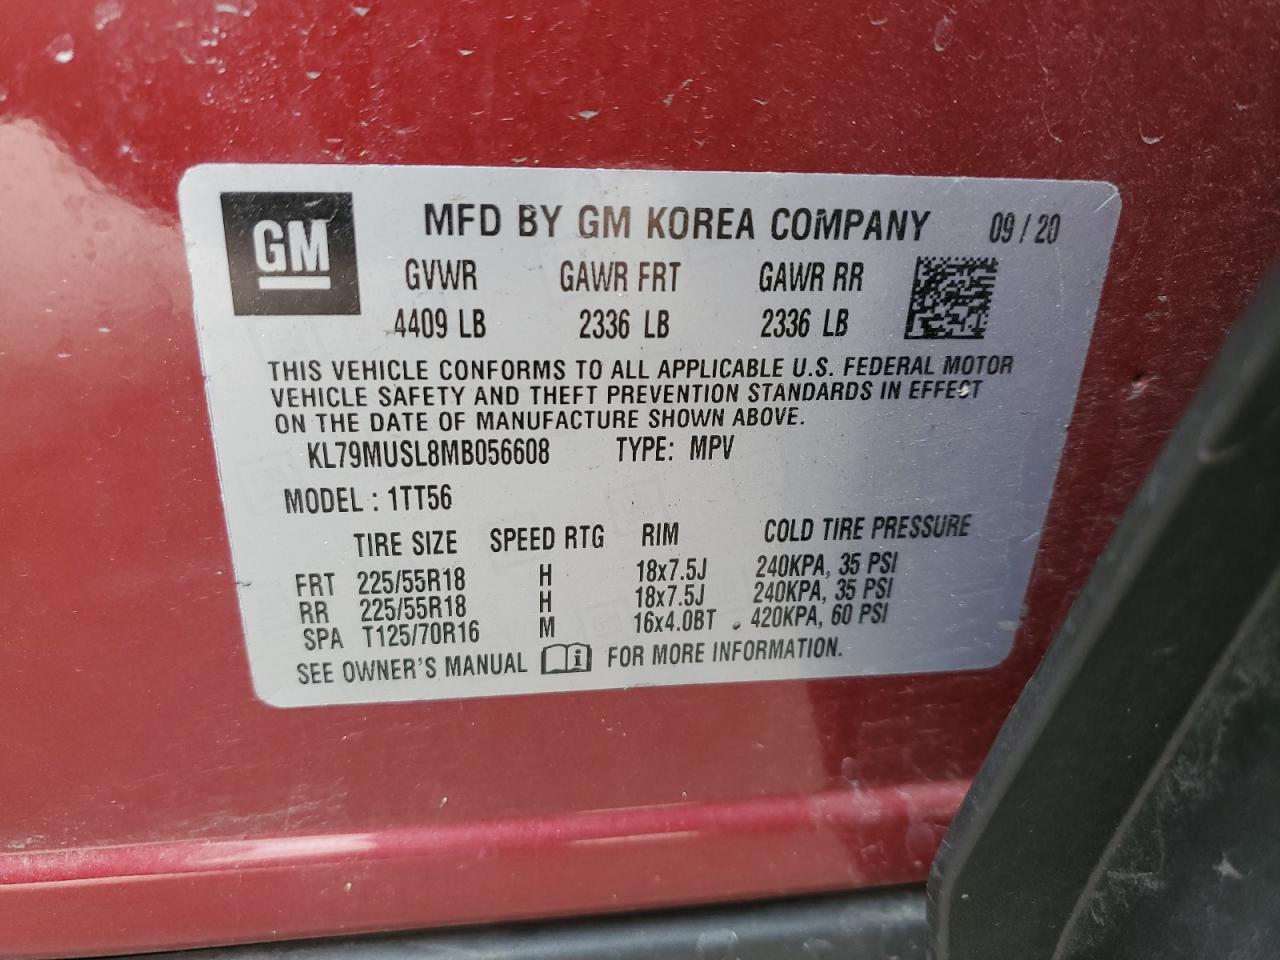 GM
MFD BY GM KOREA COMPANY 09 / 20
GVWR GAWR FRT GAWR RR
4409 LB 2336 LB 2336 LB
THIS VEHICLE CONFORMS TO ALL APPLICABLE U.S. FEDERAL MOTOR
VEHICLE SAFETY AND THEFT PREVENTION STANDARDS IN EFFECT
ON THE DATE OF MANUFACTURE SHOWN ABOVE.
KL79MUSL8MB056608 TYPE: MPV
MODEL : 1TT56
TIRE SIZE SPEED RTG RIM COLD TIRE PRESSURE
FRT 225/55R18 H 18x7.5J 240KPA, 35 PSI
RR 225/55R18 H 18x7.5J 240KPA, 35 PSI
SPA T125/70R16 M 16x4.0BT 420KPA, 60 PSI
SEE OWNER'S MANUAL FOR MORE INFORMATION.